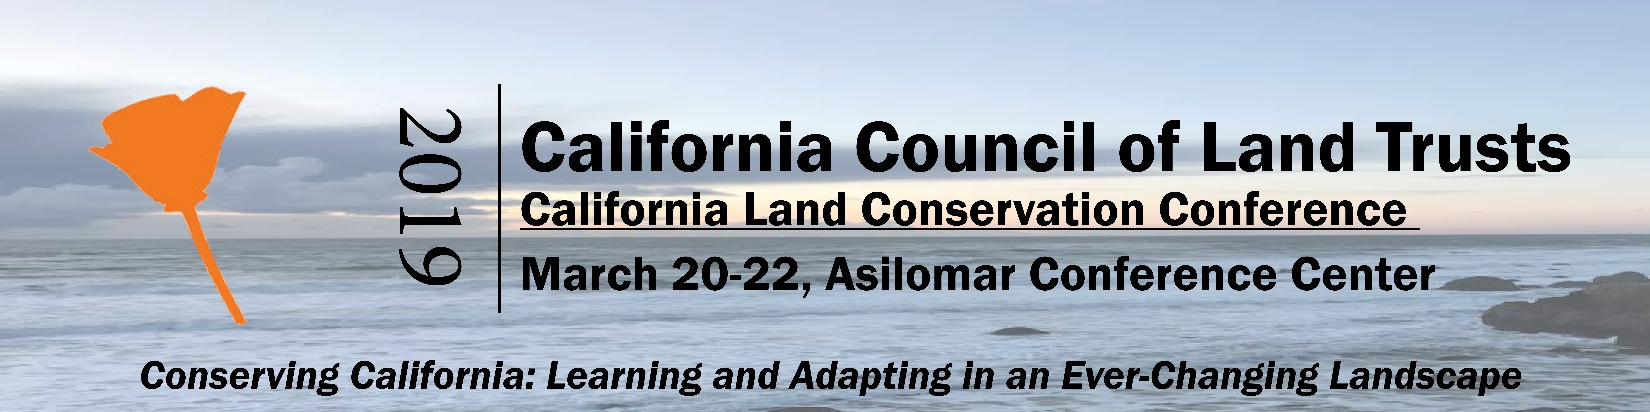 2019
California Council of Land Trusts
California Land Conservation Conference
March 20-22, Asilomar Conference Center
Conserving California: Learning and Adapting in an Ever-Changing Landscape